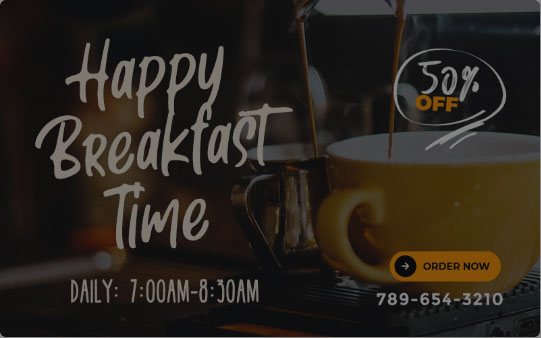 Happy
Breakfast
Time
DAILY: 7:00AM-8:30AM
50%
OFF
ORDER NOW
789-654-3210